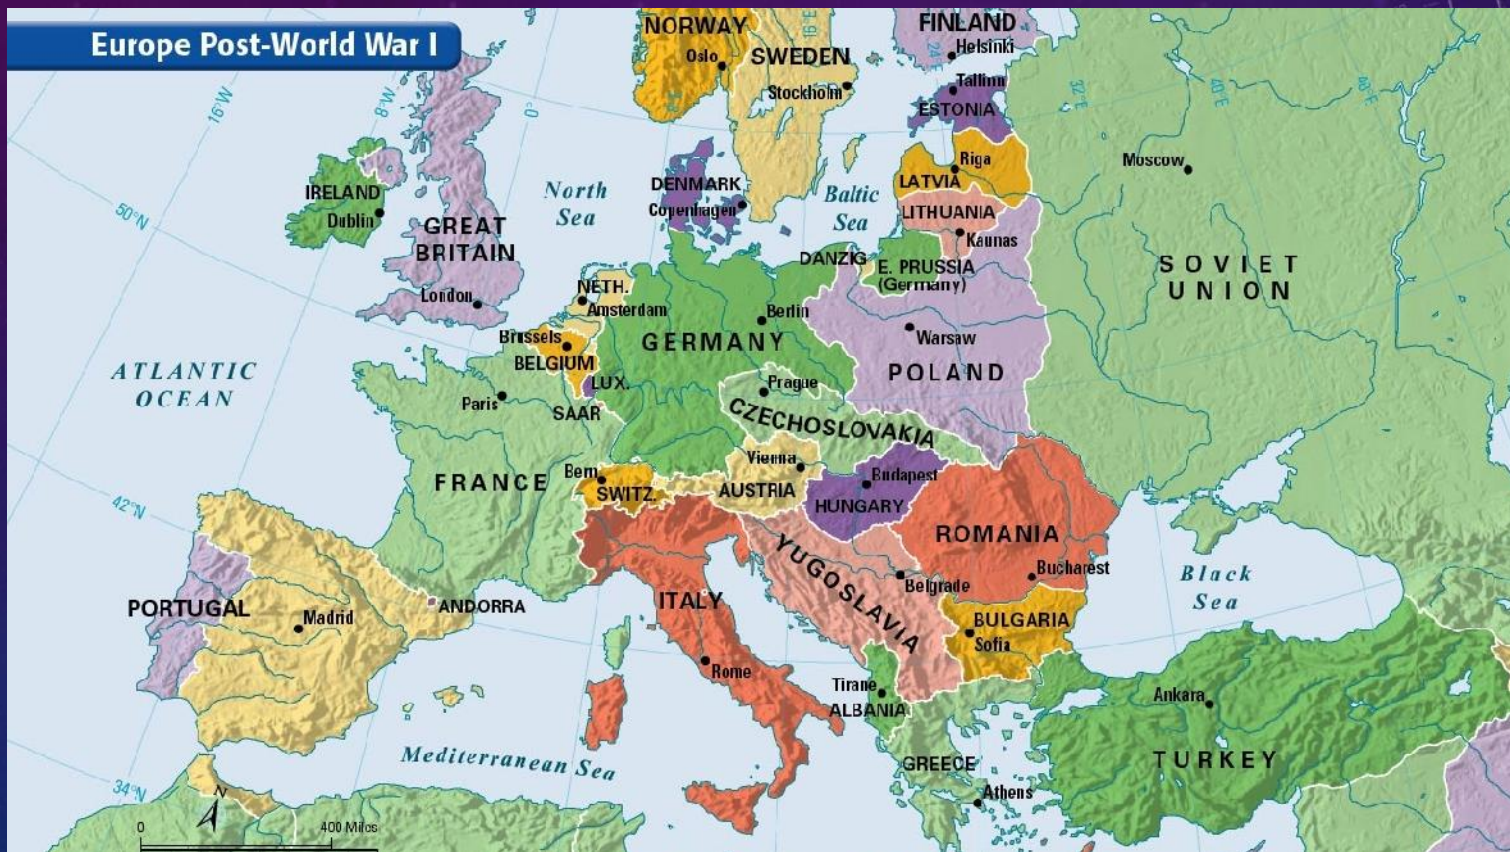 Europe Post-World War I
NORWAY
Oslo
SWEDEN
Stockholm
FINLAND
Helsinki
Tallinn
ESTONIA
Riga
LATVIA
LITHUANIA
Kaunas
Moscow
SOVIET
UNION
16°W
8°W
0°
8°E
16°E
24°E
32°E
40°E
48°E
50°N
42°N
34°N
IRELAND
Dublin
GREAT
BRITAIN
London
North
Sea
DENMARK
Copenhagen
Baltic
Sea
DANZIG
E. PRUSSIA
(Germany)
NETH.
Amsterdam
Brussels
BELGIUM
LUX.
SAAR
GERMANY
Berlin
Warsaw
POLAND
ATLANTIC
OCEAN
Paris
FRANCE
Prague
CZECHOSLOVAKIA
Bern
SWITZ.
Vienna
AUSTRIA
Budapest
HUNGARY
ROMANIA
Bucharest
YUGOSLAVIA
Belgrade
BULGARIA
Sofia
Black
Sea
PORTUGAL
Madrid
ANDORRA
ITALY
Rome
Tirane
ALBANIA
GREECE
Athens
Ankara
TURKEY
Mediterranean Sea
N
0
400 Miles